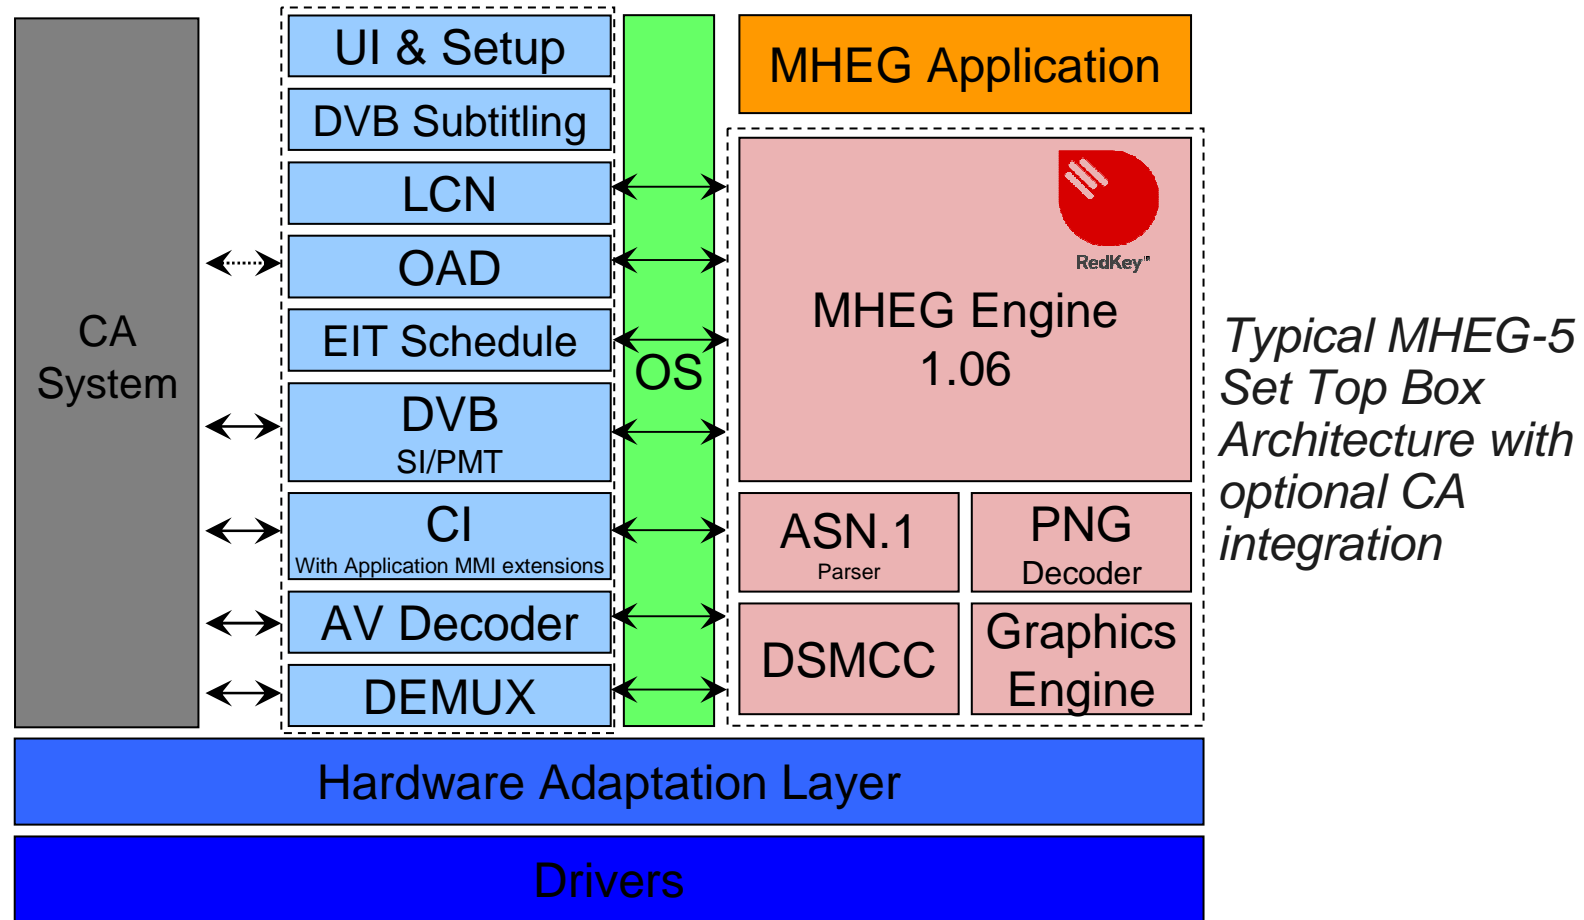 CA
System
UI & Setup
DVB Subtitling
LCN
OAD
EIT Schedule
DVB
SI/PMT
CI
With Application MMI extensions
AV Decoder
DEMUX
OS
MHEG Application
RedKey™
MHEG Engine
1.06
ASN.1
Parser
PNG
Decoder
DSMCC
Graphics
Engine
Hardware Adaptation Layer
Drivers
Typical MHEG-5
Set Top Box
Architecture with
optional CA
integration